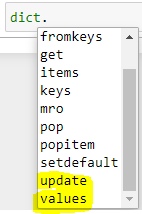 dict.
fromkeys
get
items
keys
mro
pop
popitem
setdefault
update
values